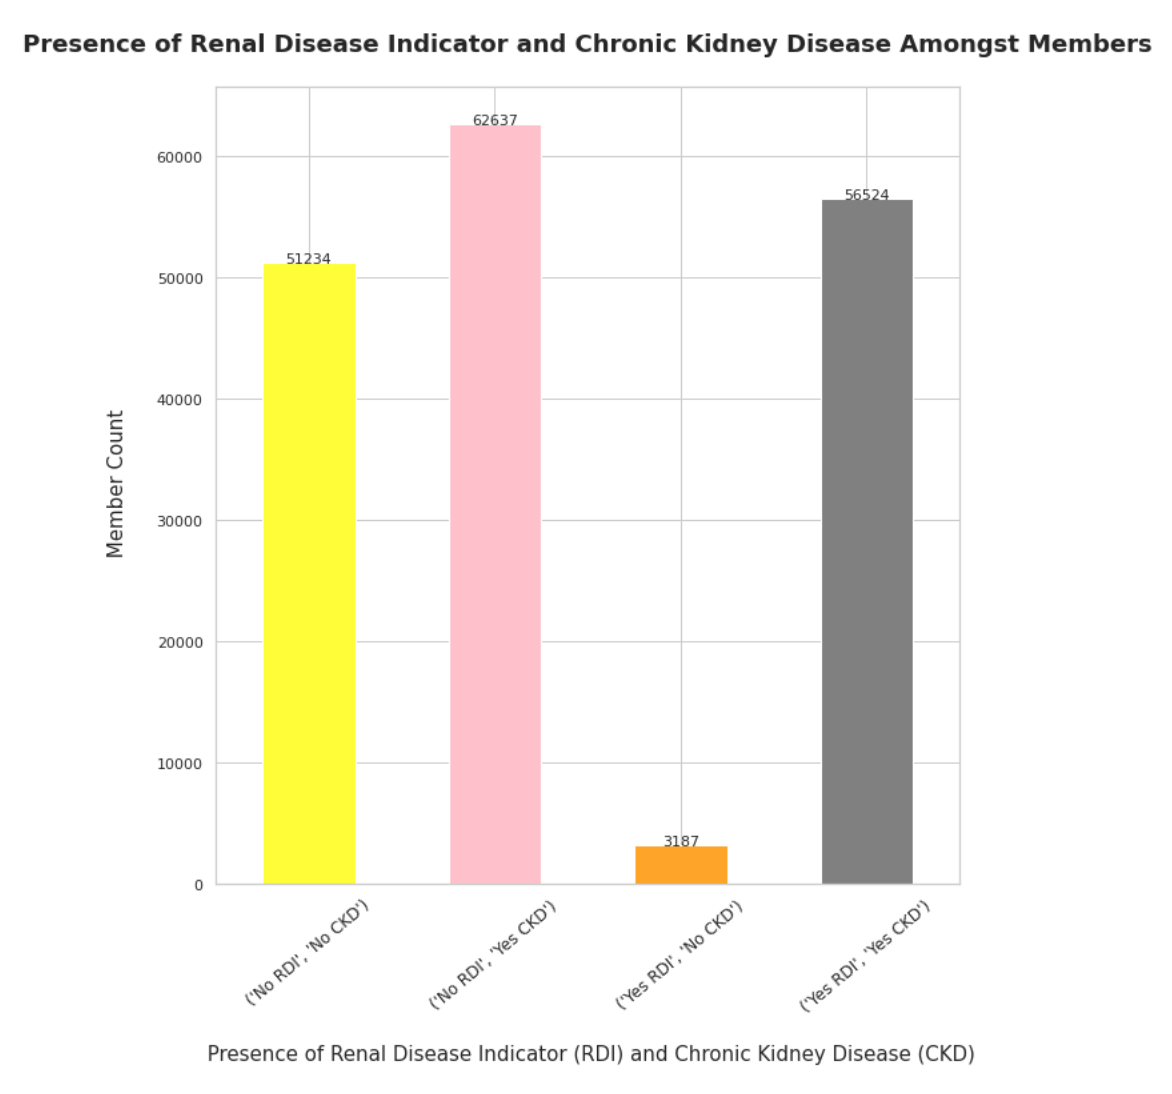 Presence of Renal Disease Indicator and Chronic Kidney Disease Amongst Members
62637
60000
56524
51234
50000
40000
Member Count
30000
20000
10000
3187
0
('No RDI', 'No CKD')
('No RDI', 'Yes CKD')
('Yes RDI', 'No CKD')
('Yes RDI', 'Yes CKD')
Presence of Renal Disease Indicator (RDI) and Chronic Kidney Disease (CKD)